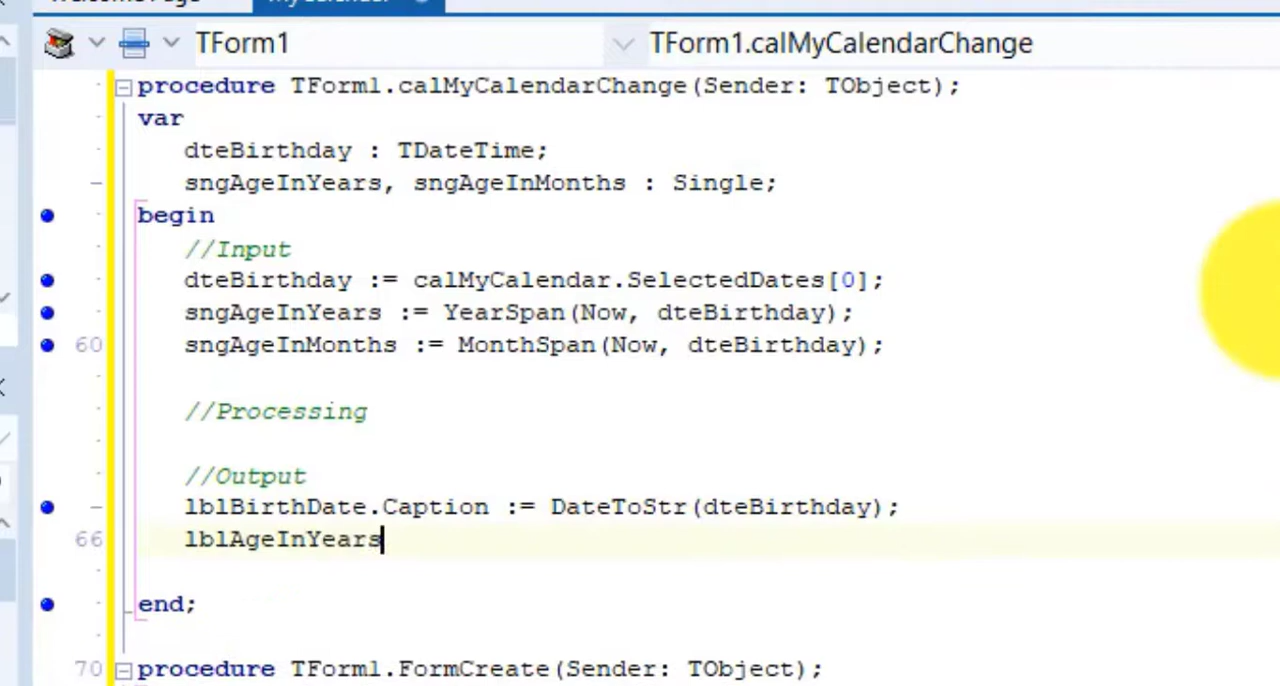 TForm1 TForm1.calMyCalendarChange
procedure TForm1.calMyCalendarChange(Sender: TObject);
var
dteBirthday : TDateTime;
sngAgeInYears, sngAgeInMonths : Single;
begin
//Input
dteBirthday := calMyCalendar.SelectedDates[0];
sngAgeInYears := YearSpan(Now, dteBirthday);
60 sngAgeInMonths := MonthSpan(Now, dteBirthday);
//Processing
//Output
lblBirthDate.Caption := DateToStr(dteBirthday);
66 lblAgeInYears
end;
70 procedure TForm1.FormCreate(Sender: TObject);